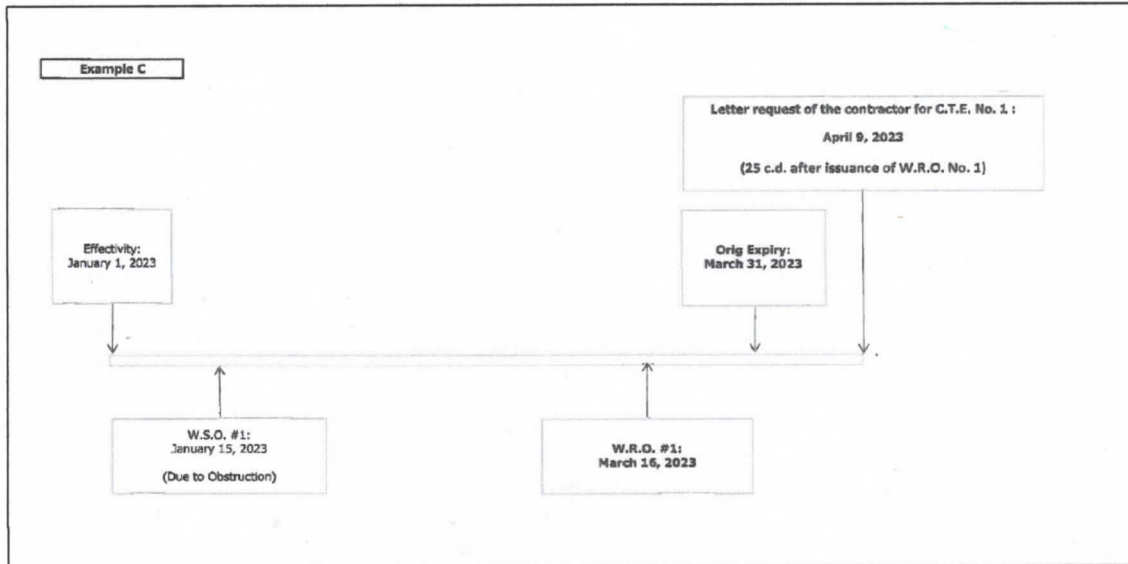 Example C
Letter request of the contractor for C.T.E. No. 1 :
April 9, 2023
(25 c.d. after issuance of W.R.O. No. 1)
Effectivity:
January 1, 2023
Orig Expiry:
March 31, 2023
W.S.O. #1:
January 15, 2023
(Due to Obstruction)
W.R.O. #1:
March 16, 2023